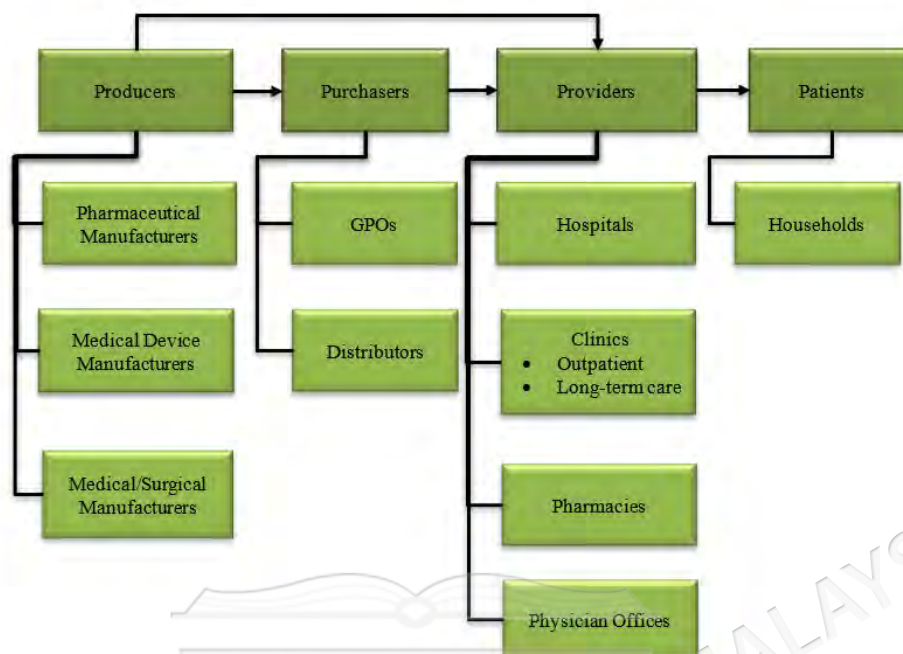 Producers
Purchasers
Providers
Patients
Pharmaceutical
Manufacturers
GPOs
Hospitals
Households
Medical Device
Manufacturers
Distributors
Clinics
• Outpatient
• Long-term care
Medical/Surgical
Manufacturers
Pharmacies
Physician Offices
MALAYS